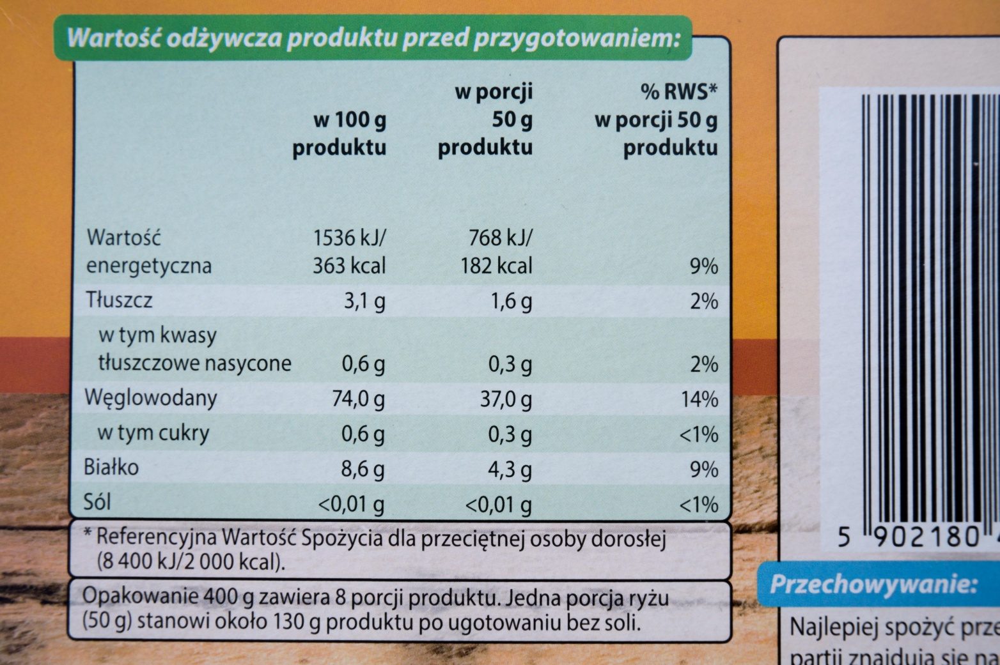 Wartość odżywcza produktu przed przygotowaniem:
w 100 g produktu
w porcji 50 g produktu
% RWS* w porcji 50 g produktu
Wartość
energetyczna 1536 kJ/ 363 kcal 768 kJ/ 182 kcal 9%
Tłuszcz 3,1 g 1,6 g 2%
w tym kwasy
tłuszczowe nasycone 0,6 g 0,3 g 2%
Węglowodany 74,0 g 37,0 g 14%
w tym cukry 0,6 g 0,3 g <1%
Białko 8,6 g 4,3 g 9%
Sól <0,01 g <0,01 g <1%
* Referencyjna Wartość Spożycia dla przeciętnej osoby dorosłej
(8 400 kJ/2 000 kcal).
Opakowanie 400 g zawiera 8 porcji produktu. Jedna porcja ryżu
(50 g) stanowi około 130 g produktu po ugotowaniu bez soli.
5 902180
Przechowywanie:
Najlepiej spożyć
partii znajdują się